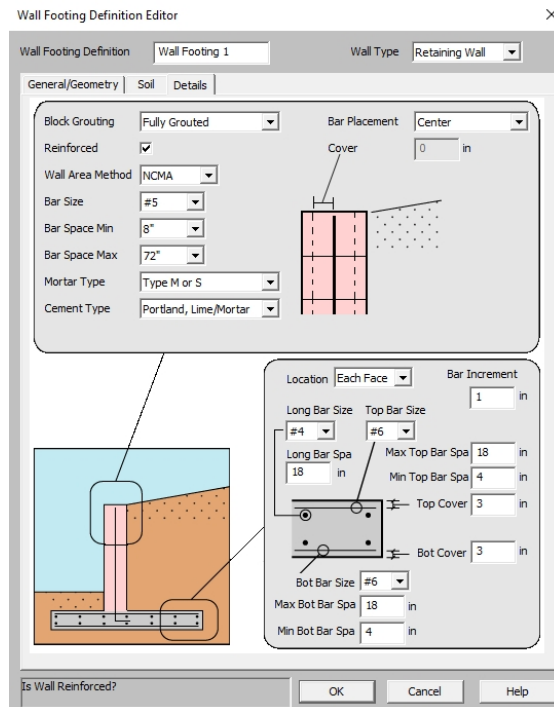 Wall Footing Definition Editor
Wall Footing Definition Wall Footing 1 Wall Type Retaining Wall
General/Geometry Soil Details
Block Grouting Fully Grouted Bar Placement Center
Reinforced Cover 0 in
Wall Area Method NCMA
Bar Size #5
Bar Space Min 8"
Bar Space Max 72"
Mortar Type Type M or S
Cement Type Portland, Lime/Mortar
Location Each Face Bar Increment
1 in
Long Bar Size Top Bar Size
#4 #6
Long Bar Spa Max Top Bar Spa 18 in
18 in Min Top Bar Spa 4 in
Top Cover 3 in
Bot Cover 3 in
Bot Bar Size #6
Max Bot Bar Spa 18 in
Min Bot Bar Spa 4 in
Is Wall Reinforced? OK Cancel Help